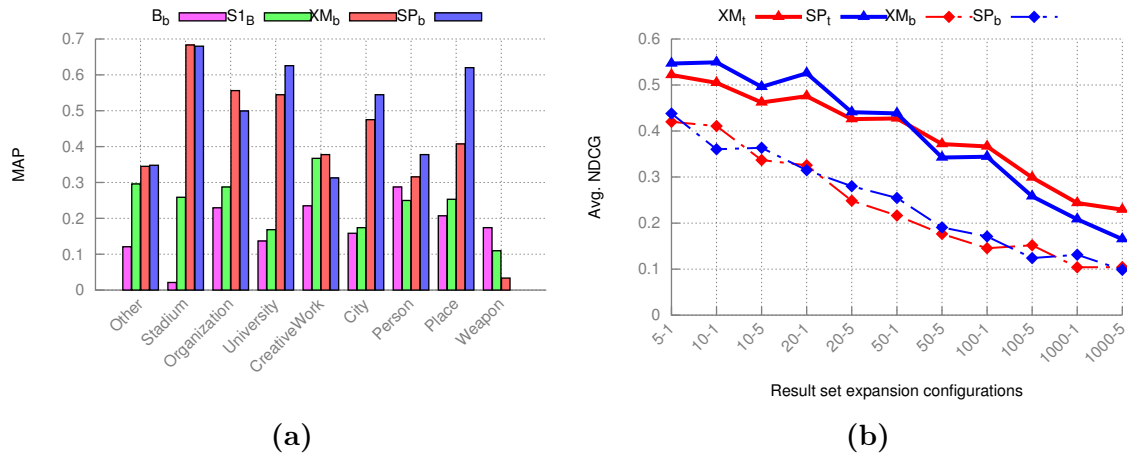 B_b S1_B XM_b SP_b
0.7
0.6
0.5
0.4
0.3
0.2
0.1
0
MAP
Other
Stadium
Organization
University
CreativeWork
City
Person
Place
Weapon
(a)
XM_t SP_t XM_b SP_b
0.6
0.5
0.4
0.3
0.2
0.1
0
Avg. NDCG
5-1
10-1
10-5
20-1
20-5
50-1
50-5
100-1
100-5
1000-1
1000-5
Result set expansion configurations
(b)